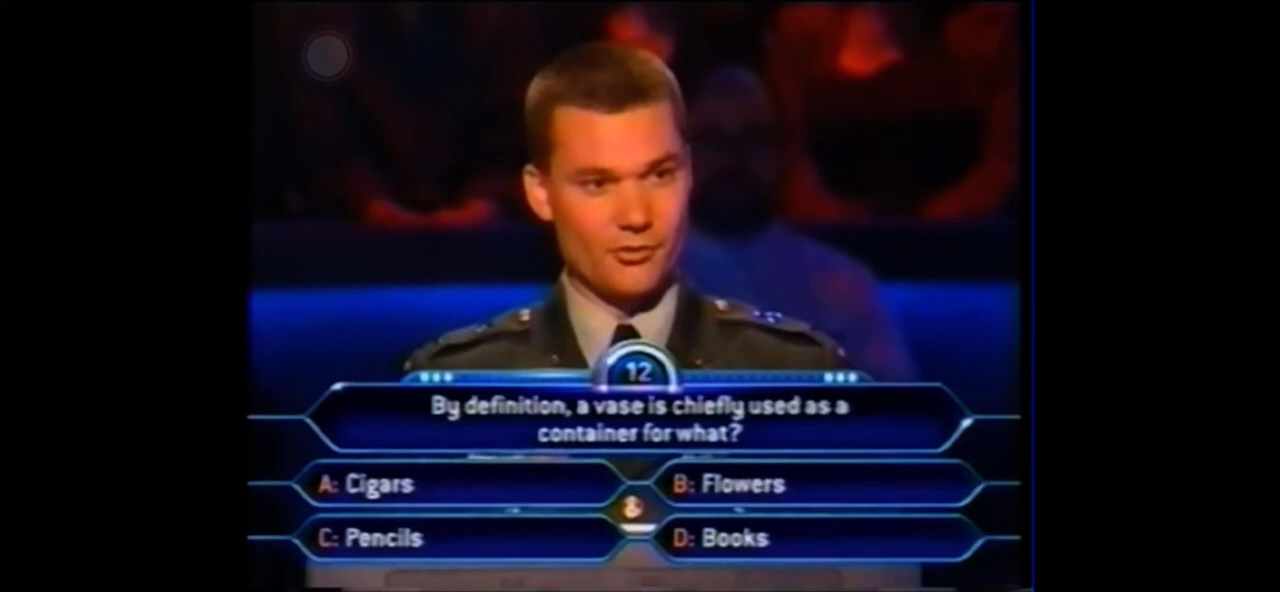 12
By definition, a vase is chiefly used as a
container for what?
A: Cigars
B: Flowers
C: Pencils
D: Books